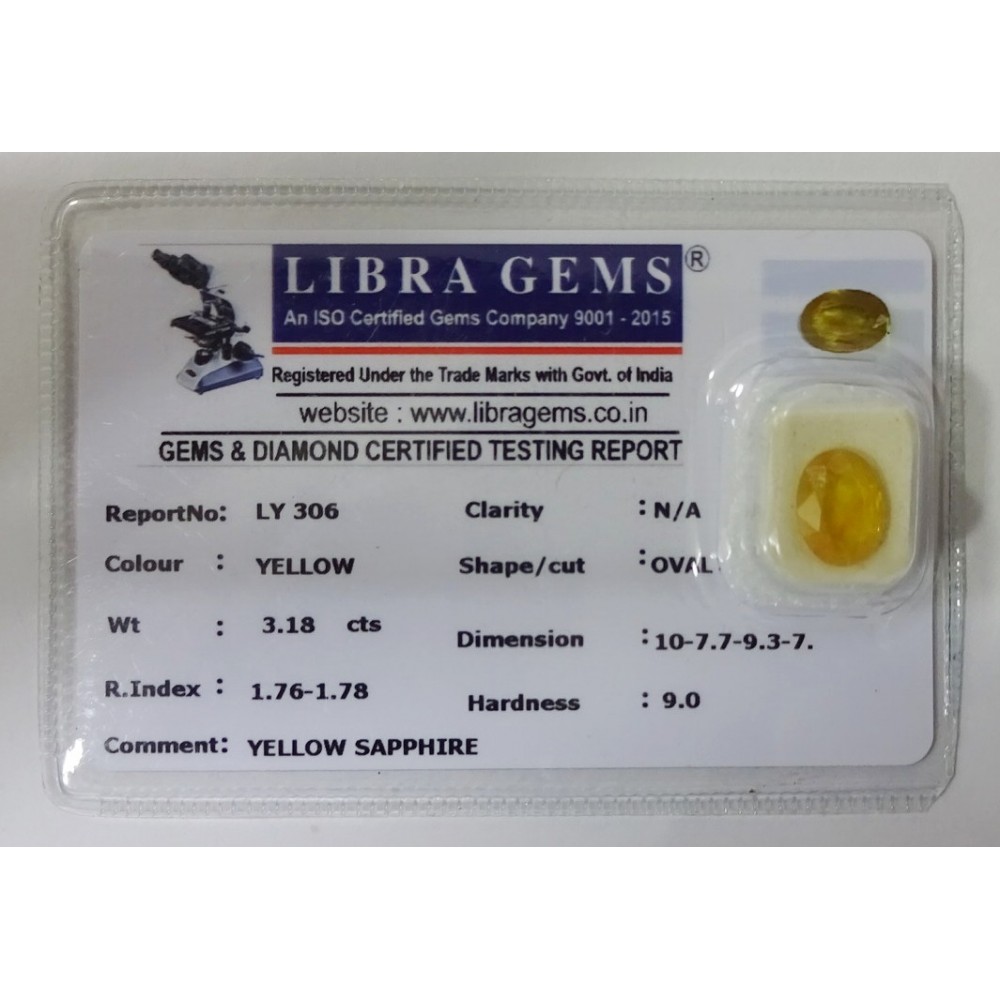 LIBRA GEMS ®
An ISO Certified Gems Company 9001 - 2015
Registered Under the Trade Marks with Govt. of India
website : www.libragems.co.in
GEMS & DIAMOND CERTIFIED TESTING REPORT
ReportNo: LY 306 Clarity : N/A
Colour : YELLOW Shape/cut : OVAL
Wt : 3.18 cts Dimension : 10-7.7-9.3-7.
R.Index : 1.76-1.78 Hardness : 9.0
Comment: YELLOW SAPPHIRE